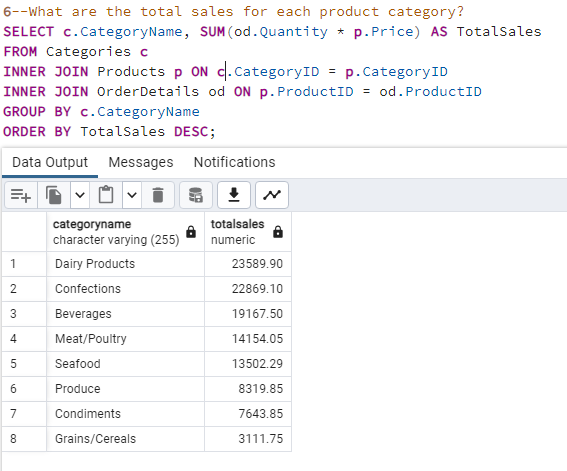 6--What are the total sales for each product category?
SELECT c.CategoryName, SUM(od.Quantity * p.Price) AS TotalSales
FROM Categories c
INNER JOIN Products p ON c.CategoryID = p.CategoryID
INNER JOIN OrderDetails od ON p.ProductID = od.ProductID
GROUP BY c.CategoryName
ORDER BY TotalSales DESC;
Data Output Messages Notifications
categoryname totalsales
character varying (255) numeric
1 Dairy Products 23589.90
2 Confections 22869.10
3 Beverages 19167.50
4 Meat/Poultry 14154.05
5 Seafood 13502.29
6 Produce 8319.85
7 Condiments 7643.85
8 Grains/Cereals 3111.75